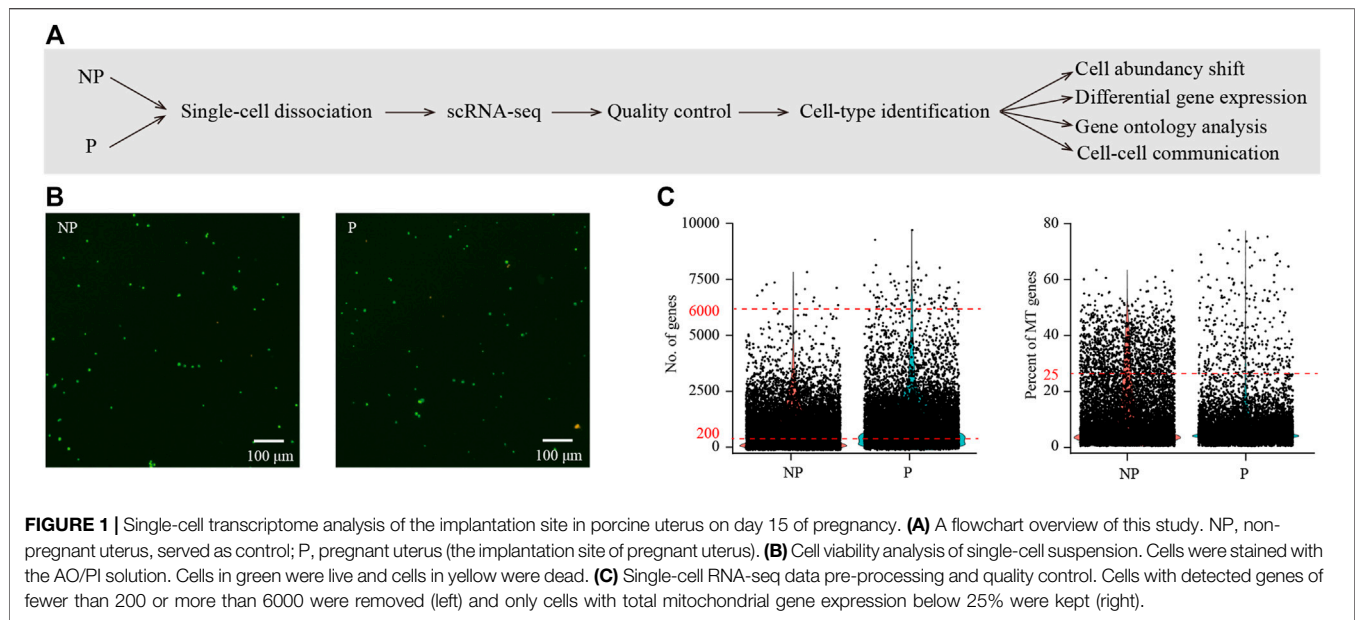 A
NP
P
Single-cell dissociation
scRNA-seq
Quality control
Cell-type identification
Cell abundancy shift
Differential gene expression
Gene ontology analysis
Cell-cell communication
B
NP
100 μm
P
100 μm
C
No. of genes
10000
7500
6000
5000
2500
200
0
NP
P
Percent of MT genes
80
60
40
25
20
0
NP
P
FIGURE 1 | Single-cell transcriptome analysis of the implantation site in porcine uterus on day 15 of pregnancy. (A) A flowchart overview of this study. NP, non-
pregnant uterus, served as control; P, pregnant uterus (the implantation site of pregnant uterus). (B) Cell viability analysis of single-cell suspension. Cells were stained with
the AO/PI solution. Cells in green were live and cells in yellow were dead. (C) Single-cell RNA-seq data pre-processing and quality control. Cells with detected genes of
fewer than 200 or more than 6000 were removed (left) and only cells with total mitochondrial gene expression below 25% were kept (right).